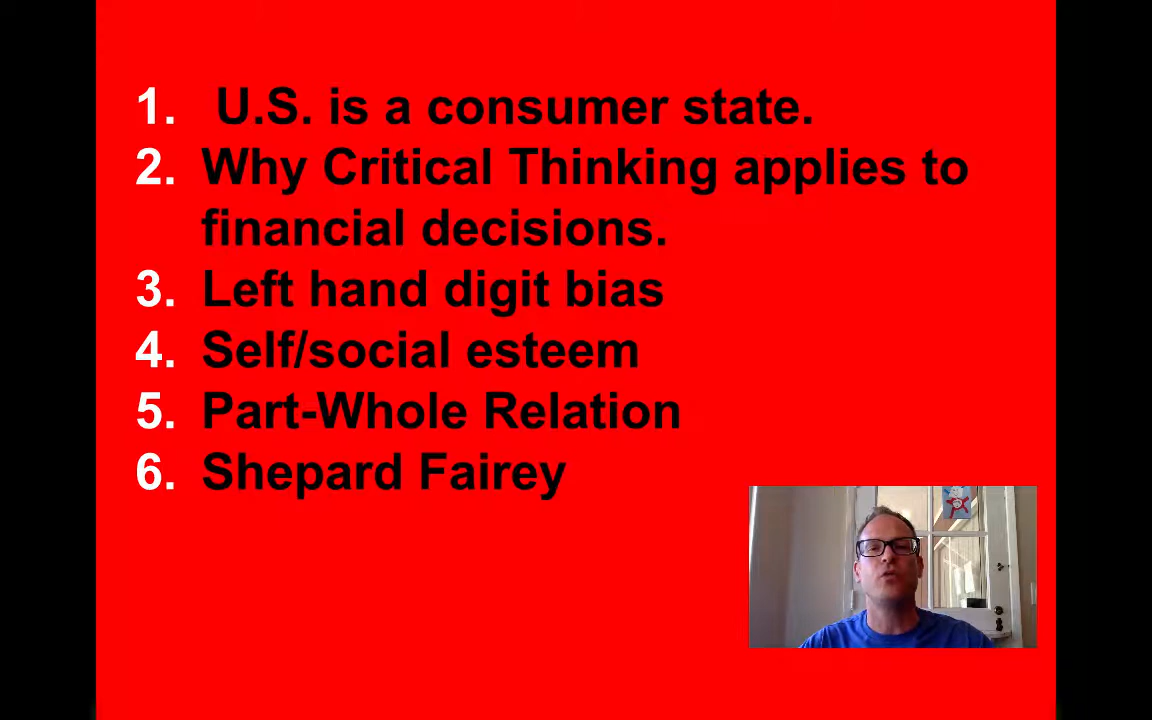 1. U.S. is a consumer state.
2. Why Critical Thinking applies to
financial decisions.
3. Left hand digit bias
4. Self/social esteem
5. Part-Whole Relation
6. Shepard Fairey